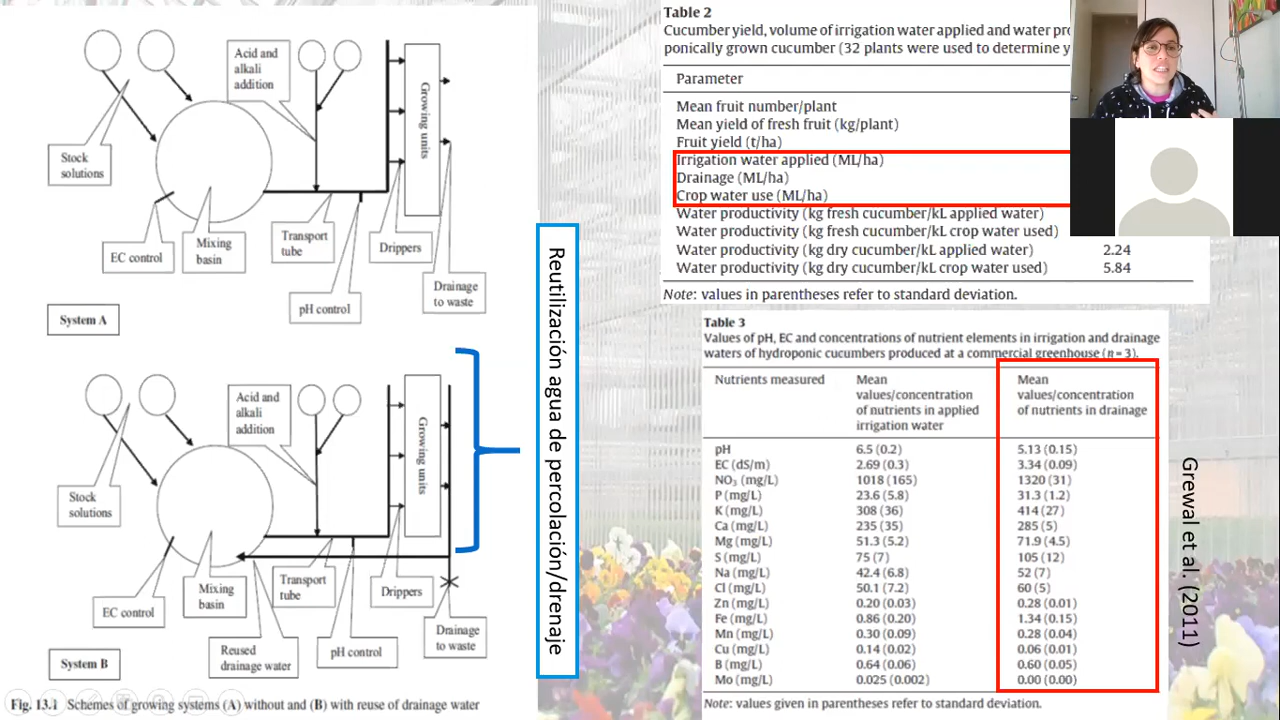 Acid and
alkali
addition
Growing units
Stock
solutions
EC control
Mixing
basin
Transport
tube
pH control
Drippers
Drainage
to waste
System A
Acid and
alkali
addition
Growing units
Stock
solutions
EC control
Mixing
basin
Reused
drainage water
Transport
tube
pH control
Drippers
Drainage
to waste
System B
Fig. 13.1 Schemes of growing systems (A) without and (B) with reuse of drainage water
Reutilización agua de percolación/drenaje
Table 2
Cucumber yield, volume of irrigation water applied and water
ponically grown cucumber (32 plants were used to determine
Parameter
Mean fruit number/plant
Mean yield of fresh fruit (kg/plant)
Fruit yield (t/ha)
Irrigation water applied (ML/ha)
Drainage (ML/ha)
Crop water use (ML/ha)
Water productivity (kg fresh cucumber/kL applied water)
Water productivity (kg fresh cucumber/kL crop water used)
Water productivity (kg dry cucumber/kL applied water) 2.24
Water productivity (kg dry cucumber/kL crop water used) 5.84
Note: values in parentheses refer to standard deviation.
Table 3
Values of pH, EC and concentrations of nutrient elements in irrigation and drainage
waters of hydroponic cucumbers produced at a commercial greenhouse (n = 3).
Nutrients measured
Mean
values/concentration
of nutrients in applied
irrigation water
Mean
values/concentration
of nutrients in drainage
pH 6.5 (0.2) 5.13 (0.15)
EC (dS/m) 2.69 (0.3) 3.34 (0.09)
NO3 (mg/L) 1018 (165) 1320 (31)
P (mg/L) 23.6 (5.8) 31.3 (1.2)
K (mg/L) 308 (36) 414 (27)
Ca (mg/L) 235 (35) 285 (5)
Mg (mg/L) 51.3 (5.2) 71.9 (4.5)
S (mg/L) 75 (7) 105 (12)
Na (mg/L) 42.4 (6.8) 52 (7)
Cl (mg/L) 50.1 (7.2) 60 (5)
Zn (mg/L) 0.20 (0.03) 0.28 (0.01)
Fe (mg/L) 0.86 (0.20) 1.34 (0.15)
Mn (mg/L) 0.30 (0.09) 0.28 (0.04)
Cu (mg/L) 0.14 (0.02) 0.06 (0.01)
B (mg/L) 0.64 (0.06) 0.60 (0.05)
Mo (mg/L) 0.025 (0.002) 0.00 (0.00)
Note: values given in parentheses refer to standard deviation.
Grewal et al. (2011)